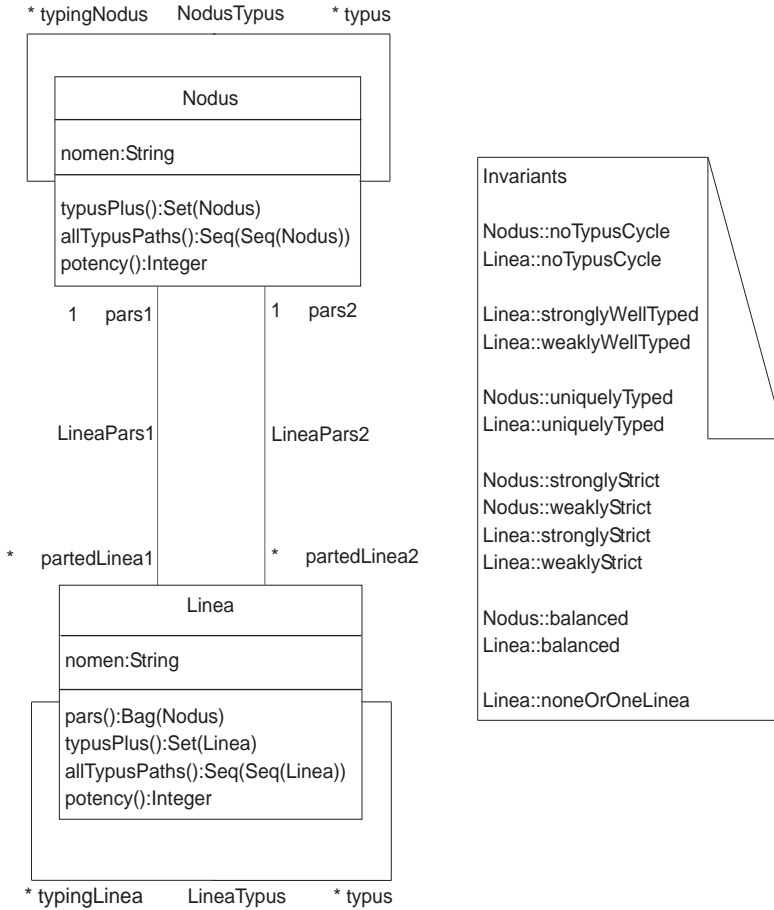 * typingNodus NodusTypus * typus
Nodus
nomen:String
typusPlus():Set(Nodus)
allTypusPaths():Seq(Seq(Nodus))
potency():Integer
1 pars1 1 pars2
LineaPars1 LineaPars2
* partedLinea1 * partedLinea2
Linea
nomen:String
pars():Bag(Nodus)
typusPlus():Set(Linea)
allTypusPaths():Seq(Seq(Linea))
potency():Integer
* typingLinea LineaTypus * typus
Invariants
Nodus::noTypusCycle
Linea::noTypusCycle
Linea::stronglyWellTyped
Linea::weaklyWellTyped
Nodus::uniquelyTyped
Linea::uniquelyTyped
Nodus::stronglyStrict
Nodus::weaklyStrict
Linea::stronglyStrict
Linea::weaklyStrict
Nodus::balanced
Linea::balanced
Linea::noneOrOneLinea